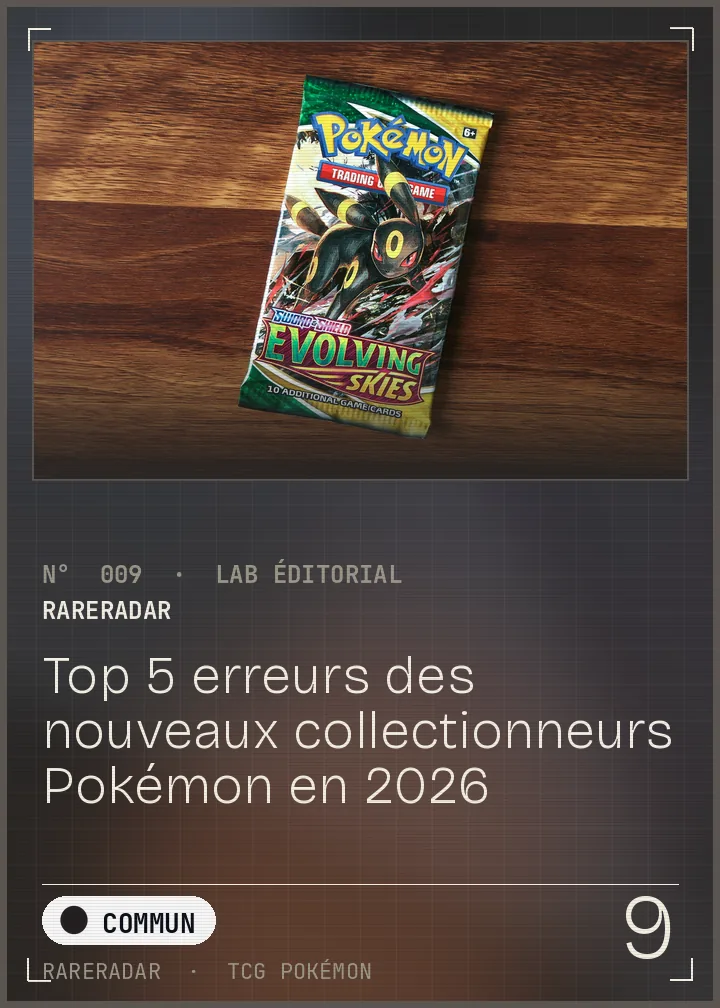 POKéMON
6+
TRADING C GAME
SWORD & SHIELD
EVOLVING
SKIES
10 ADDITIONAL GAME CARDS
N° 009 · LAB ÉDITORIAL
RARERADAR
Top 5 erreurs des
nouveaux collectionneurs
Pokémon en 2026
COMMUN
9
RARERADAR · TCG POKÉMON